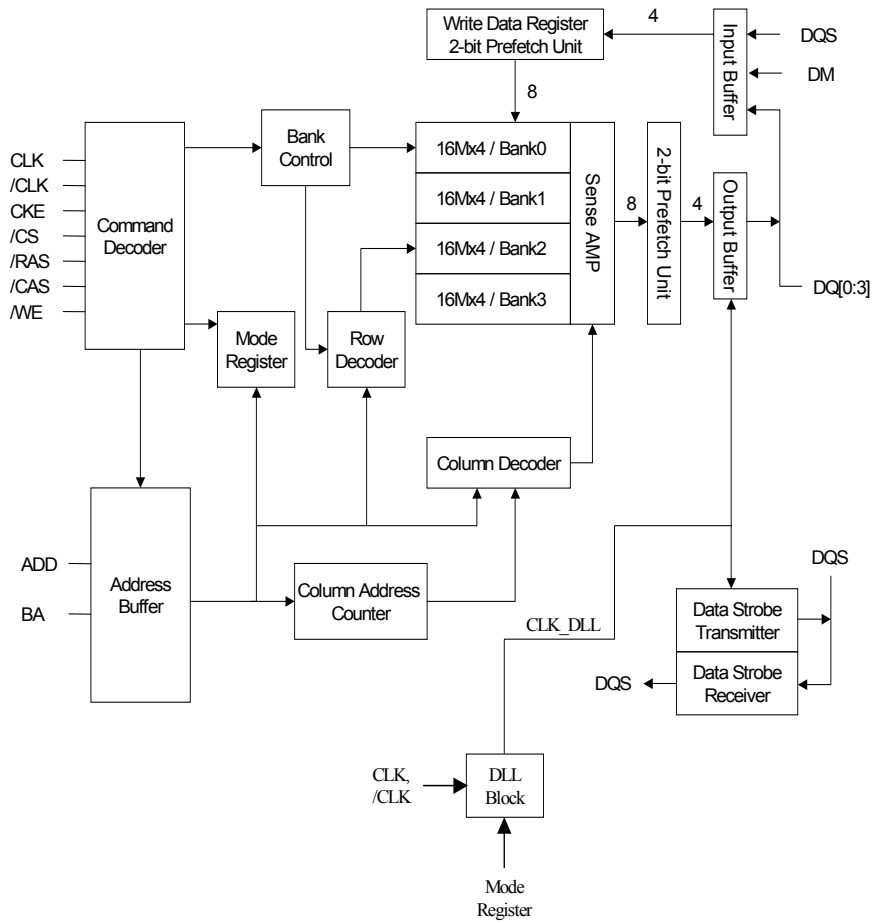 Write Data Register
2-bit Prefetch Unit
4
Input Buffer
DQS
DM
8
Bank
Control
16Mx4 / Bank0
16Mx4 / Bank1
16Mx4 / Bank2
16Mx4 / Bank3
Sense AMP
8
2-bit Prefetch Unit
4
Output Buffer
DQ[0:3]
CLK
/CLK
CKE
/CS
/RAS
/CAS
/WE
Command
Decoder
Mode
Register
Row
Decoder
Column Decoder
ADD
BA
Address
Buffer
Column Address
Counter
CLK_DLL
DQS
Data Strobe
Transmitter
Data Strobe
Receiver
DQS
CLK,
/CLK
DLL
Block
Mode
Register